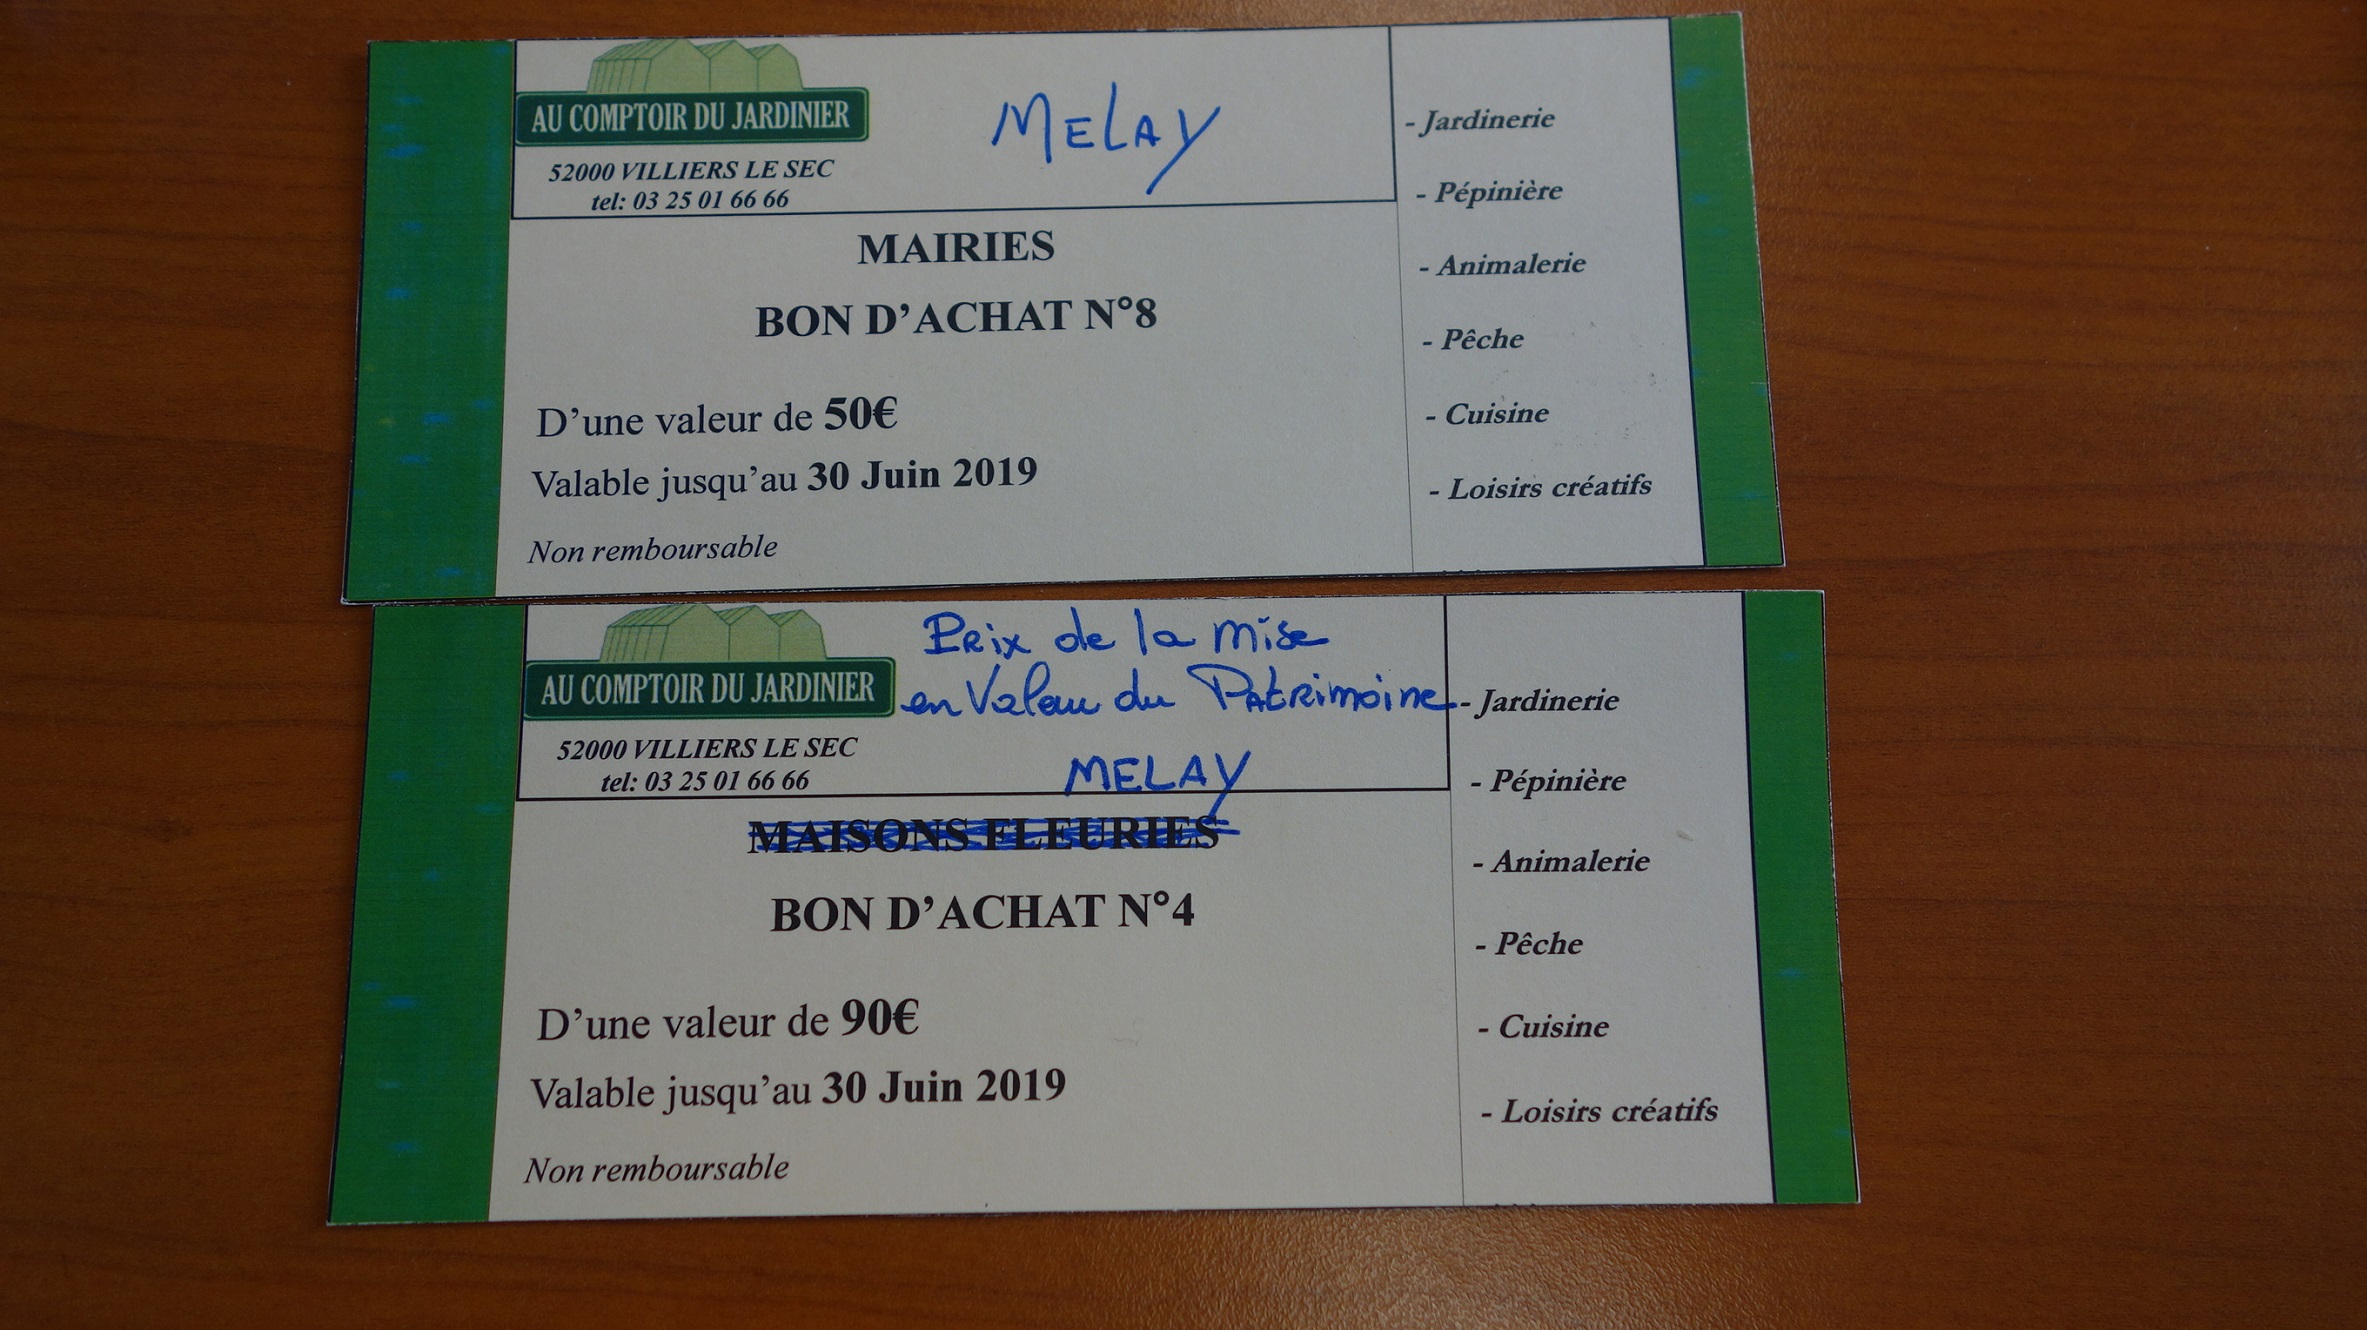 AU COMPTOIR DU JARDINIER
52000 VILLIERS LE SEC
tel: 03 25 01 66 66
MELAY
MAIRIES
BON D'ACHAT N°8
D'une valeur de 50€
Valable jusqu'au 30 Juin 2019
Non remboursable
- Jardinerie
- Pépinière
- Animalerie
- Pêche
- Cuisine
- Loisirs créatifs
AU COMPTOIR DU JARDINIER
52000 VILLIERS LE SEC
tel: 03 25 01 66 66
Prix de la mise
en Valeur du Patrimoine
MELAY
MAISONS FLEURIES
BON D'ACHAT N°4
D'une valeur de 90€
Valable jusqu'au 30 Juin 2019
Non remboursable
- Jardinerie
- Pépinière
- Animalerie
- Pêche
- Cuisine
- Loisirs créatifs